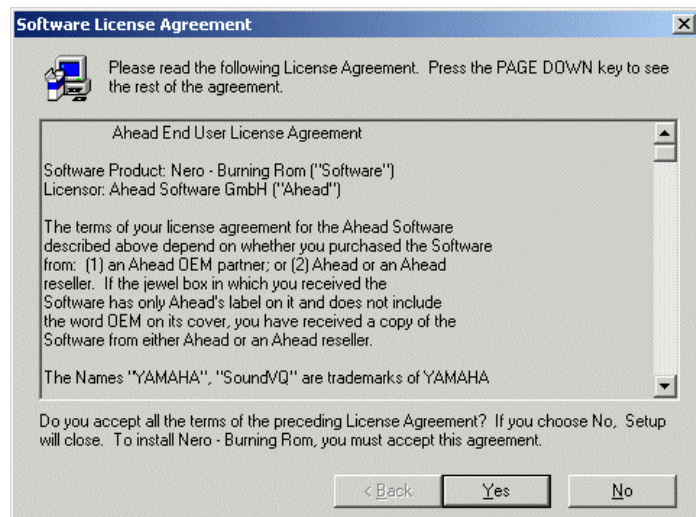 Software License Agreement
Please read the following License Agreement. Press the PAGE DOWN key to see
the rest of the agreement.
Ahead End User License Agreement
Software Product: Nero - Burning Rom ("Software")
Licensor: Ahead Software GmbH ("Ahead")
The terms of your license agreement for the Ahead Software
described above depend on whether you purchased the Software
from: (1) an Ahead OEM partner; or (2) Ahead or an Ahead
reseller. If the jewel box in which you received the
Software has only Ahead's label on it and does not include
the word OEM on its cover, you have received a copy of the
Software from either Ahead or an Ahead reseller.
The Names "YAMAHA", "SoundVQ" are trademarks of YAMAHA
Do you accept all the terms of the preceding License Agreement? If you choose No, Setup
will close. To install Nero - Burning Rom, you must accept this agreement.
< Back Yes No